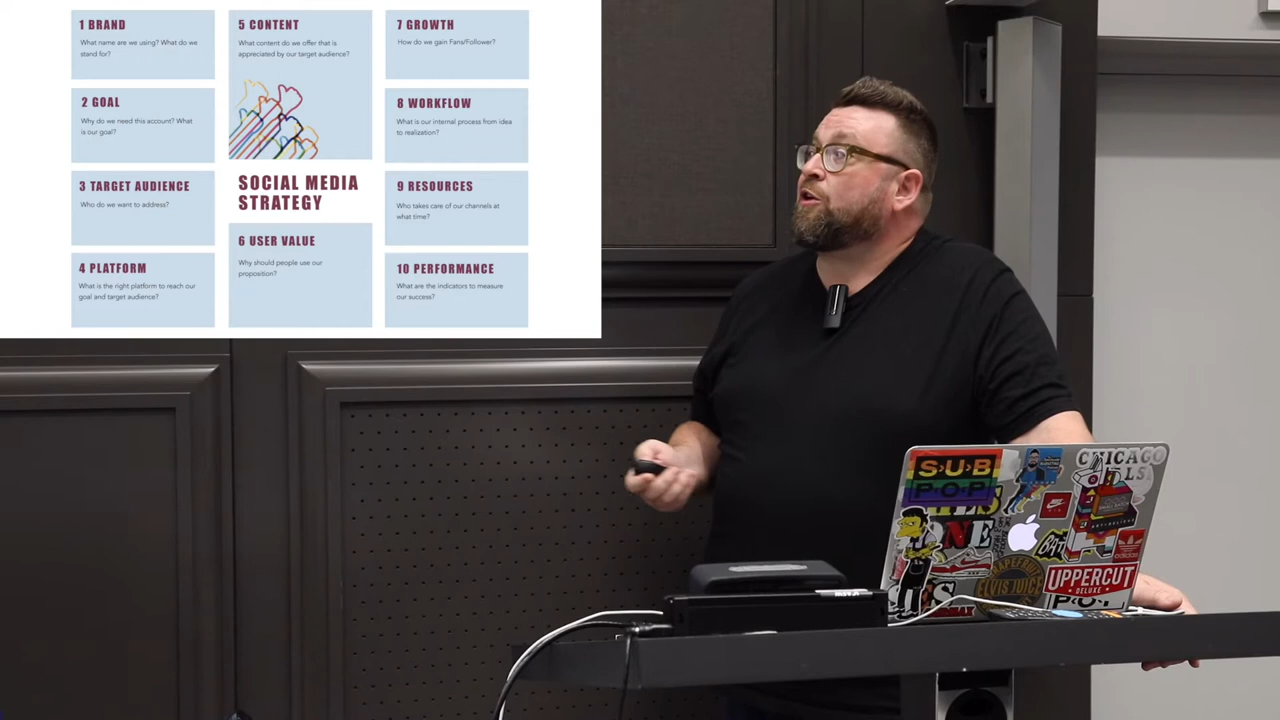 1 BRAND
What name are we using? What do we
stand for?
2 GOAL
Why do we need this account? What
is our goal?
3 TARGET AUDIENCE
Who do we want to address?
4 PLATFORM
What is the right platform to reach our
goal and target audience?
5 CONTENT
What content do we offer that is
appreciated by our target audience?
SOCIAL MEDIA
STRATEGY
6 USER VALUE
Why should people use our
proposition?
7 GROWTH
How do we gain Fans/Follower?
8 WORKFLOW
What is our internal process from idea
to realization?
9 RESOURCES
Who takes care of our channels at
what time?
10 PERFORMANCE
What are the indicators to measure
our success?
SUB
POP
CHICAGO
BAT
adidas
GRAPEFRUIT
ELVIS JUICE
UPPERCUT
DELUXE